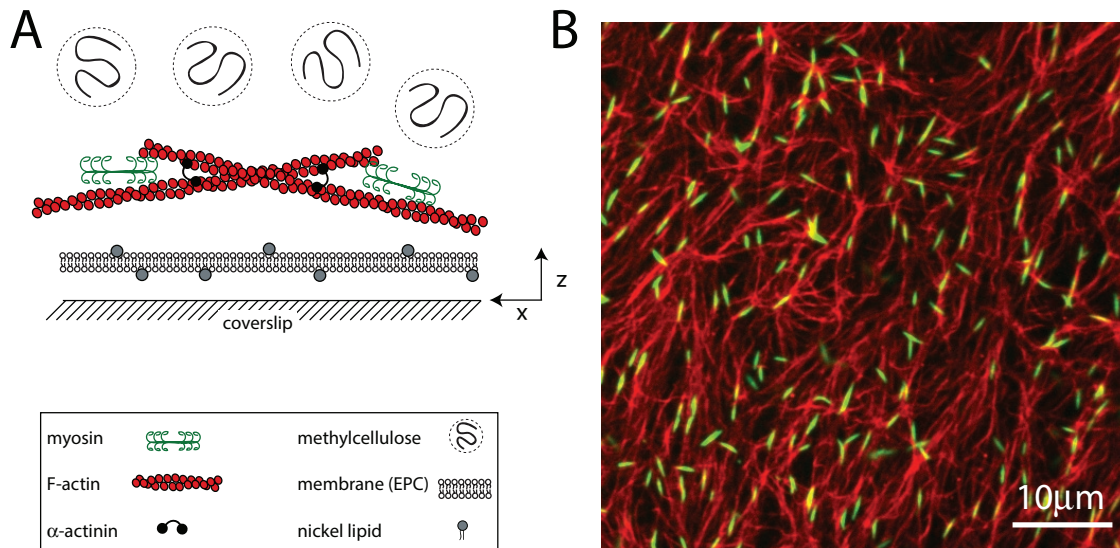 A
B
z
x
coverslip
myosin
methylcellulose
F-actin
membrane (EPC)
α-actinin
nickel lipid
10µm